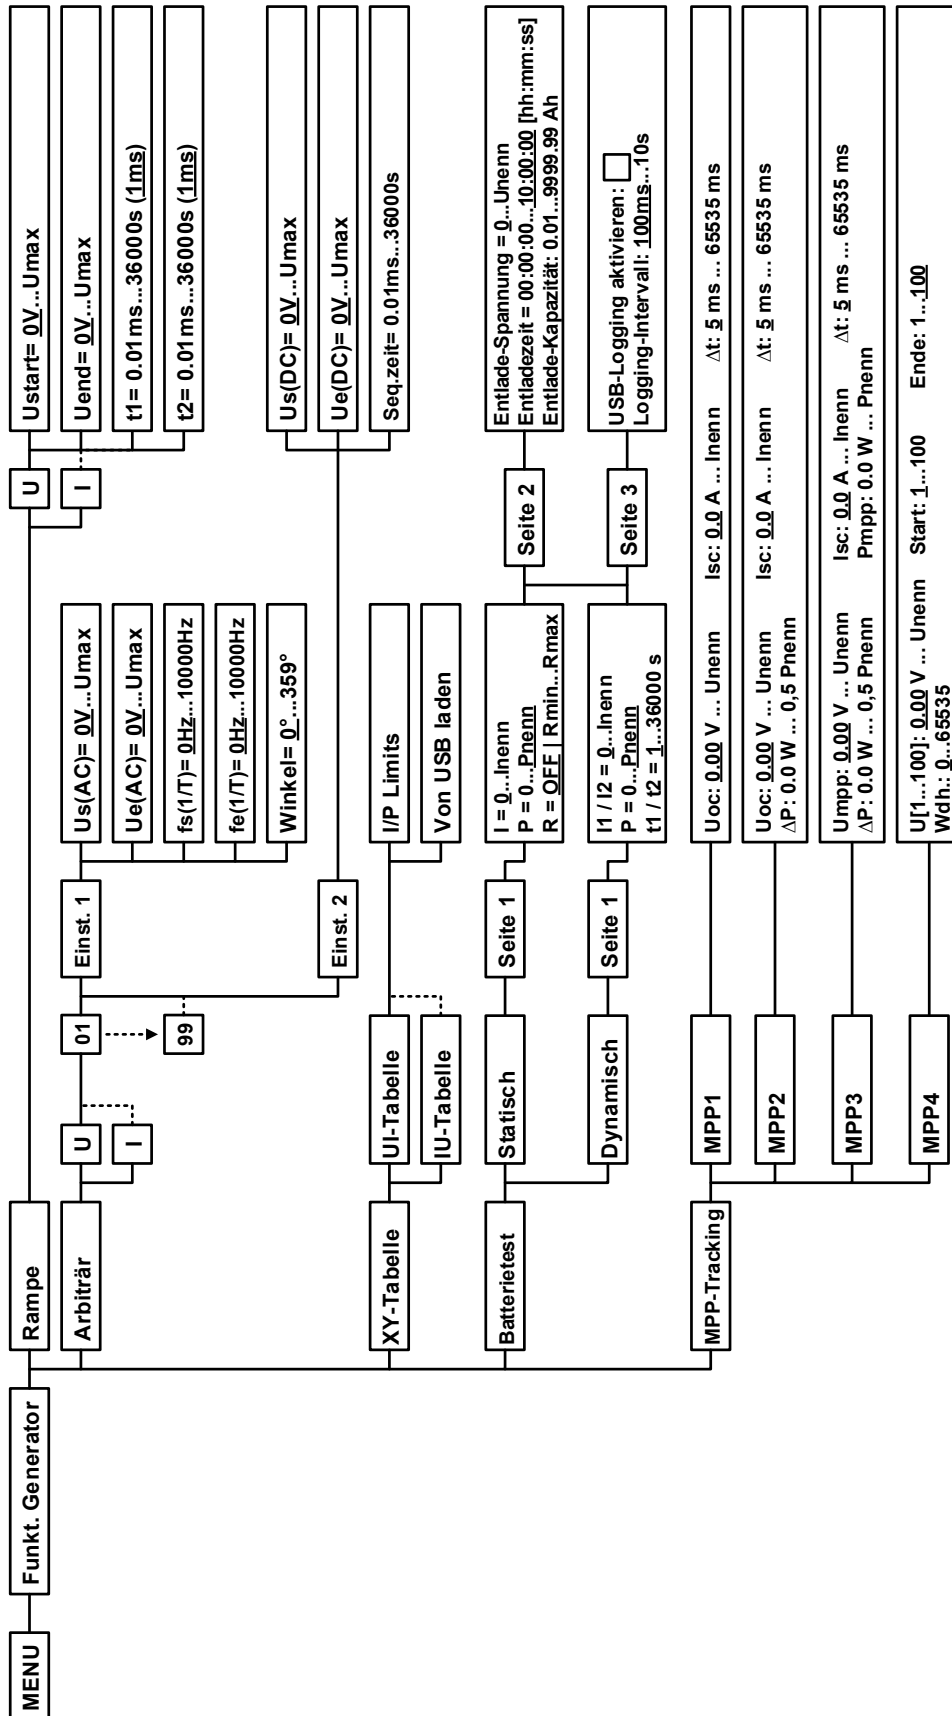 MENU
Funkt. Generator
Rampe
U
I
Ustart= 0V...Umax
Uend= 0V...Umax
t1= 0.01ms...36000s (1ms)
t2= 0.01ms...36000s (1ms)
Arbiträr
U
I
01
99
Einst. 1
Us(AC)= 0V...Umax
Ue(AC)= 0V...Umax
fs(1/T)= 0Hz...10000Hz
fe(1/T)= 0Hz...10000Hz
Winkel= 0°...359°
Einst. 2
Us(DC)= 0V...Umax
Ue(DC)= 0V...Umax
Seq.zeit= 0.01ms...36000s
XY-Tabelle
UI-Tabelle
IU-Tabelle
I/P Limits
Von USB laden
Batterietest
Statisch
Seite 1
I = 0...Inenn
P = 0...Pnenn
R = OFF | Rmin...Rmax
Dynamisch
Seite 1
I1 / I2 = 0...Inenn
P = 0...Pnenn
t1 / t2 = 1...36000 s
Seite 2
Entlade-Spannung = 0...Unenn
Entladezeit = 00:00:00...10:00:00 [hh:mm:ss]
Entlade-Kapazität: 0.01...9999.99 Ah
Seite 3
USB-Logging aktivieren:
Logging-Intervall: 100ms...10s
MPP-Tracking
MPP1
Uoc: 0.00 V ... Unenn Isc: 0.0 A ... Inenn Δt: 5 ms ... 65535 ms
MPP2
Uoc: 0.00 V ... Unenn Isc: 0.0 A ... Inenn Δt: 5 ms ... 65535 ms
ΔP: 0.0 W ... 0,5 Pnenn
MPP3
Umpp: 0.00 V ... Unenn Isc: 0.0 A ... Inenn Δt: 5 ms ... 65535 ms
ΔP: 0.0 W ... 0,5 Pnenn Pmpp: 0.0 W ... Pnenn
MPP4
U[1...100]: 0.00 V ... Unenn Start: 1...100 Ende: 1...100
Wdh.: 0...65535